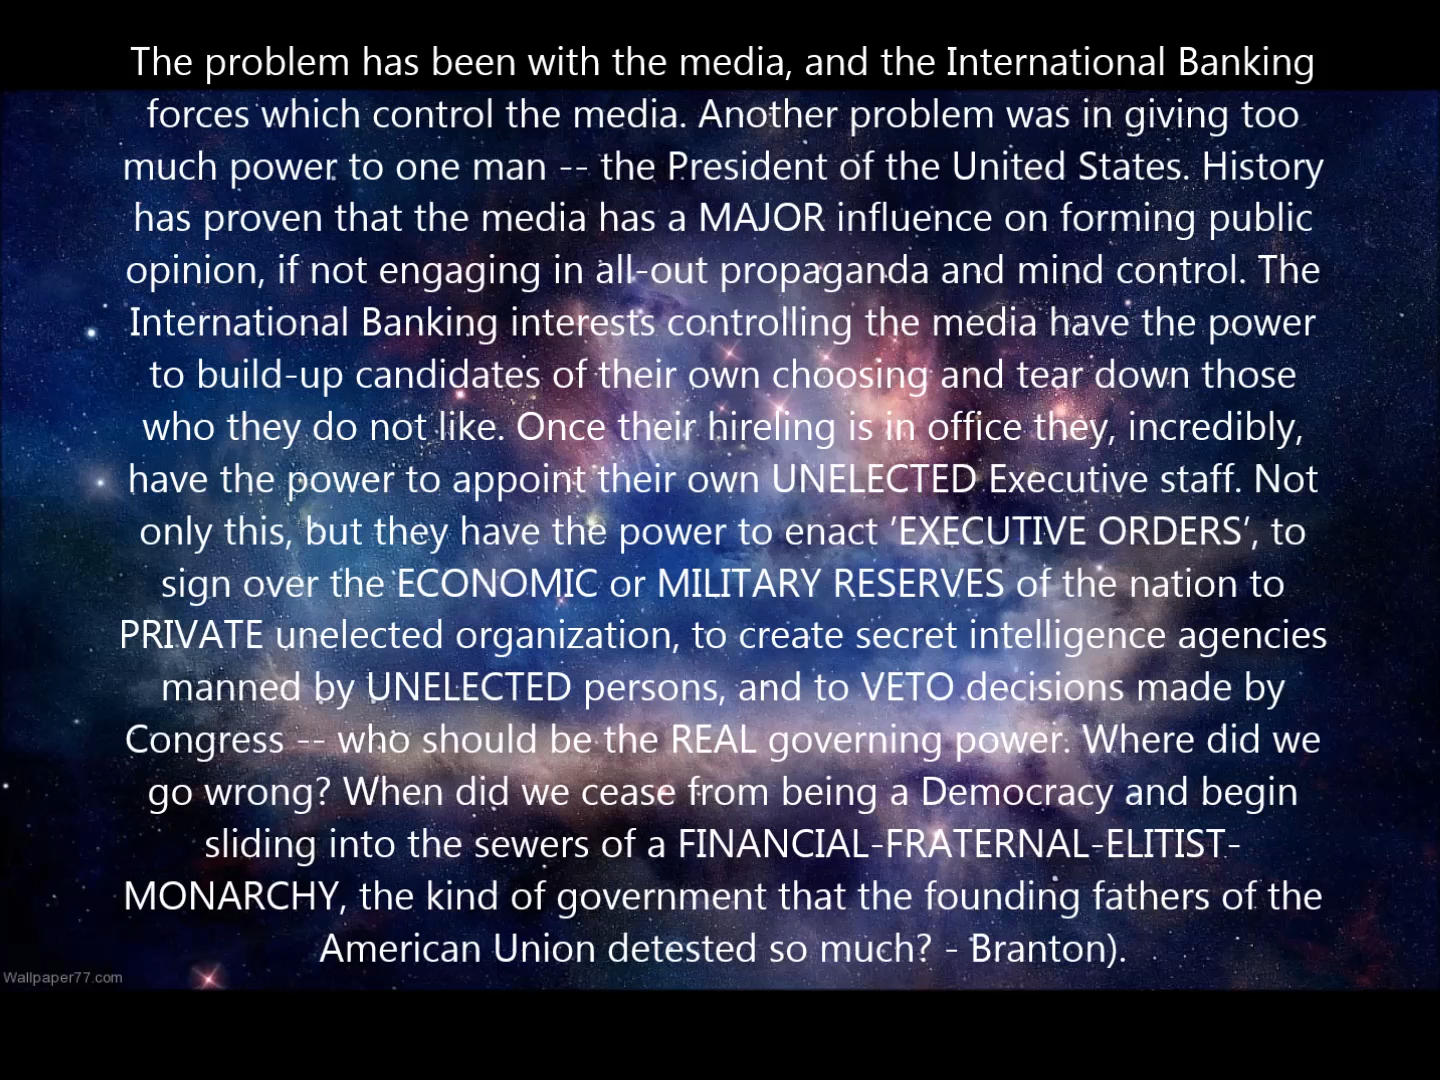 The problem has been with the media, and the International Banking
forces which control the media. Another problem was in giving too
much power to one man -- the President of the United States. History
has proven that the media has a MAJOR influence on forming public
opinion, if not engaging in all-out propaganda and mind control. The
International Banking interests controlling the media have the power
to build-up candidates of their own choosing and tear down those
who they do not like. Once their hireling is in office they, incredibly,
have the power to appoint their own UNELECTED Executive staff. Not
only this, but they have the power to enact 'EXECUTIVE ORDERS', to
sign over the ECONOMIC or MILITARY RESERVES of the nation to
PRIVATE unelected organization, to create secret intelligence agencies
manned by UNELECTED persons, and to VETO decisions made by
Congress -- who should be the REAL governing power. Where did we
go wrong? When did we cease from being a Democracy and begin
sliding into the sewers of a FINANCIAL-FRATERNAL-ELITIST-
MONARCHY, the kind of government that the founding fathers of the
American Union detested so much? - Branton).
Wallpaper77.com